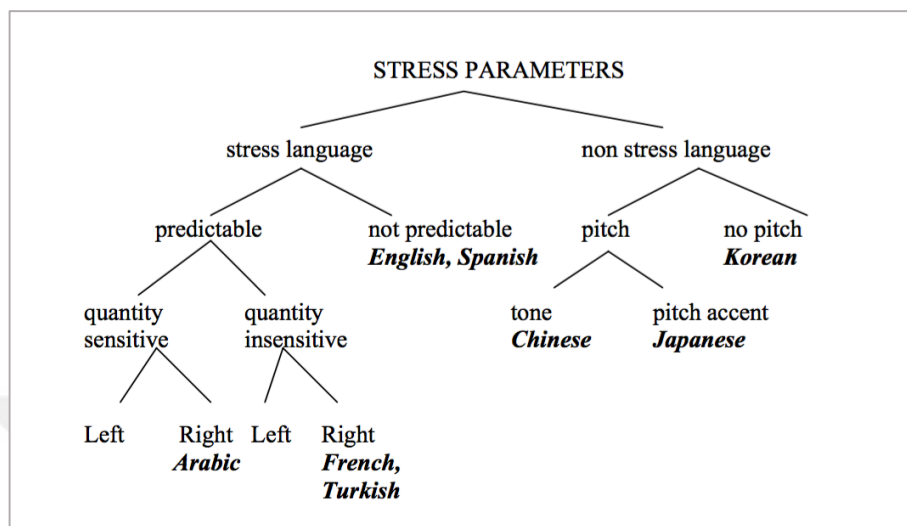 STRESS PARAMETERS
stress language non stress language
predictable not predictable pitch no pitch
English, Spanish Korean
quantity quantity tone pitch accent
sensitive insensitive Chinese Japanese
Left Right Left Right
Arabic French,
Turkish